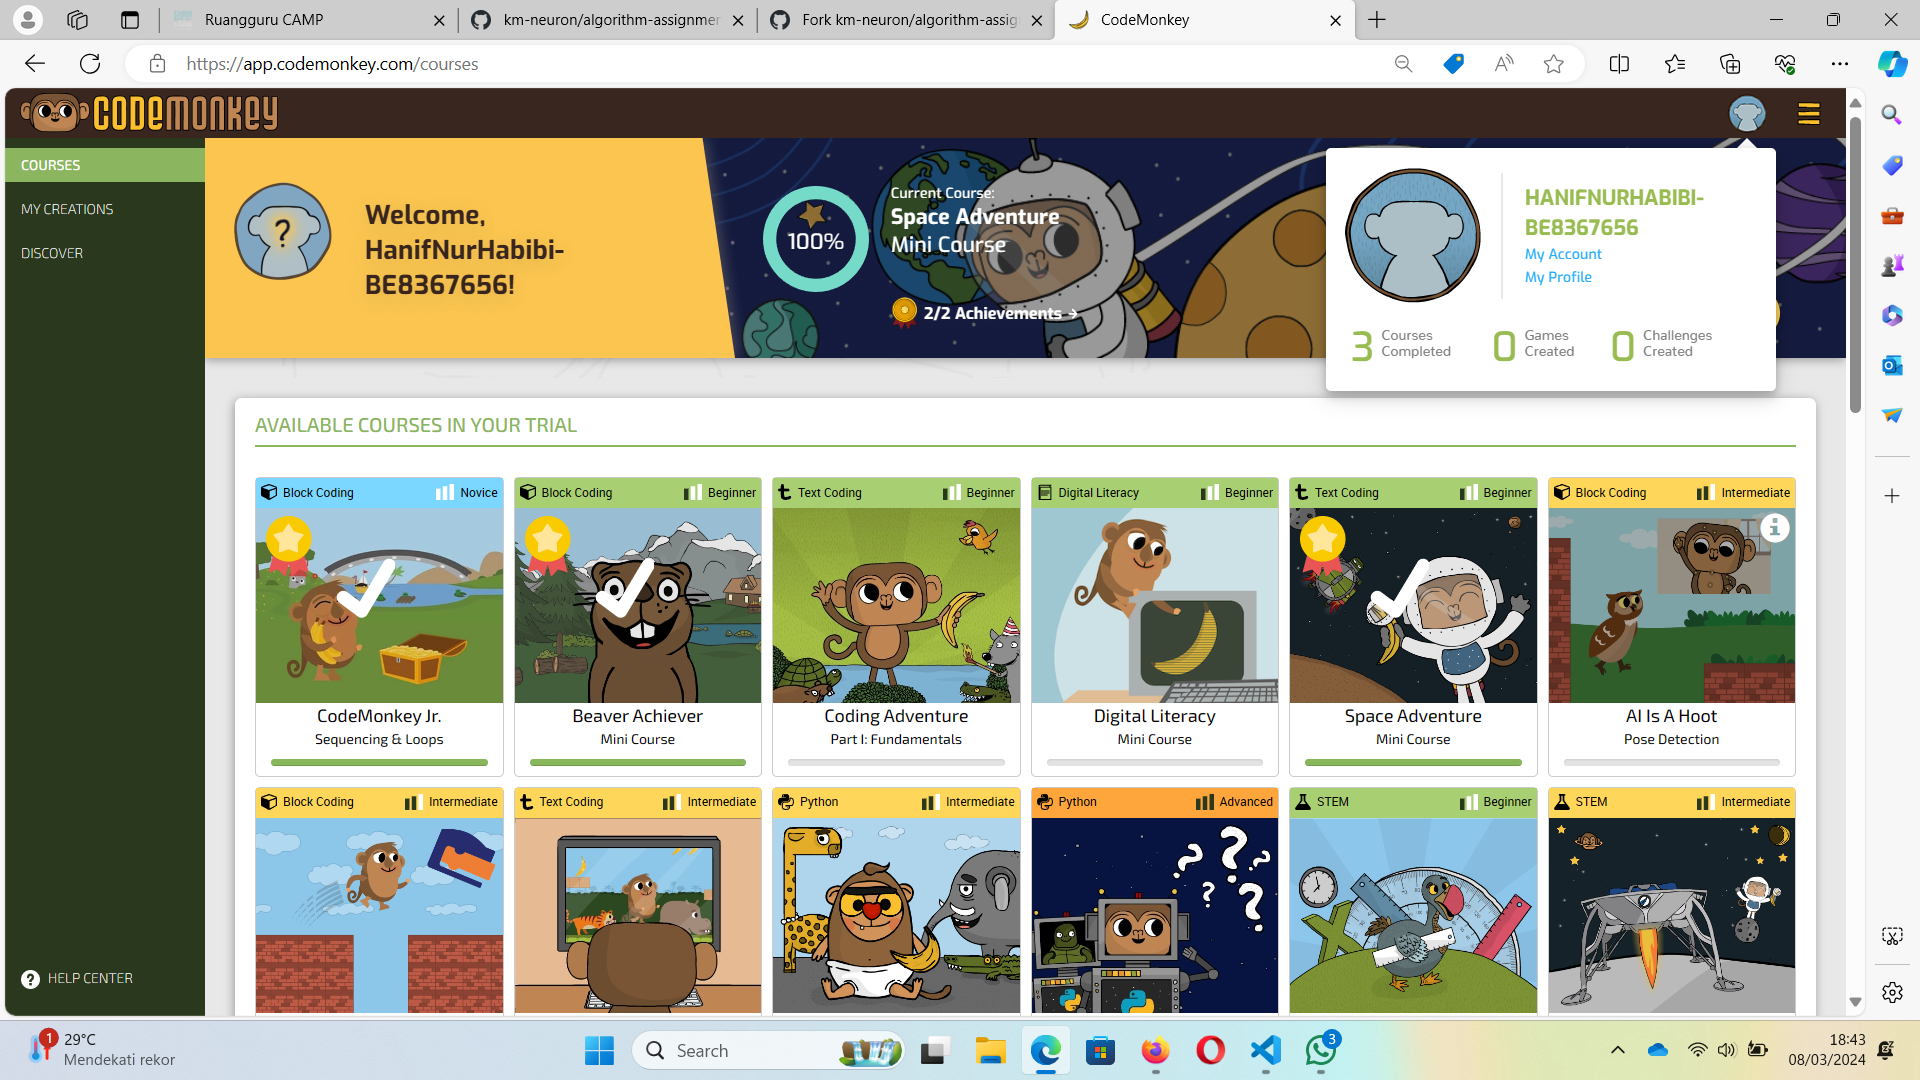 Ruangguru CAMP
km-neuron/algorithm-assignmen
Fork km-neuron/algorithm-assig
CodeMonkey
https://app.codemonkey.com/courses
CODEMONKEY
COURSES
MY CREATIONS
DISCOVER
HELP CENTER
?
Welcome,
HanifNurHabibi-
BE8367656!
100%
Current Course:
Space Adventure
Mini Course
2/2 Achievements →
HANIFNURHABIBI-
BE8367656
My Account
My Profile
3 Courses Completed
0 Games Created
0 Challenges Created
AVAILABLE COURSES IN YOUR TRIAL
Block Coding Novice
Block Coding Beginner
Text Coding Beginner
Digital Literacy Beginner
Text Coding Beginner
Block Coding Intermediate
CodeMonkey Jr.
Sequencing & Loops
Beaver Achiever
Mini Course
Coding Adventure
Part I: Fundamentals
Digital Literacy
Mini Course
Space Adventure
Mini Course
AI Is A Hoot
Pose Detection
Block Coding Intermediate
Text Coding Intermediate
Python Intermediate
Python Advanced
STEM Beginner
STEM Intermediate
1
29°C
Mendekati rekor
Search
3
18:43
08/03/2024